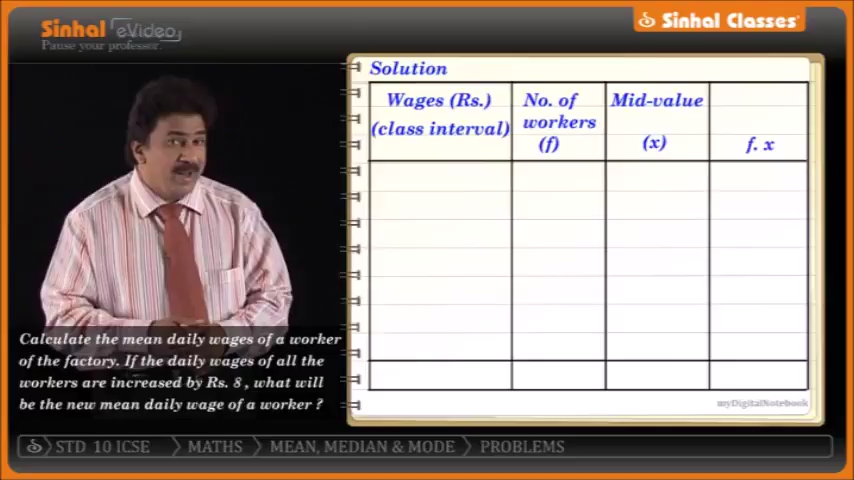 Sinhal eVideo
Pause your professor.
Sinhal Classes
Solution
Wages (Rs.) No. of Mid-value
(class interval) workers
(f) (x) f. x
Calculate the mean daily wages of a worker
of the factory. If the daily wages of all the
workers are increased by Rs. 8 , what will
be the new mean daily wage of a worker ?
myDigitalNotebook
STD 10 ICSE MATHS MEAN, MEDIAN & MODE PROBLEMS